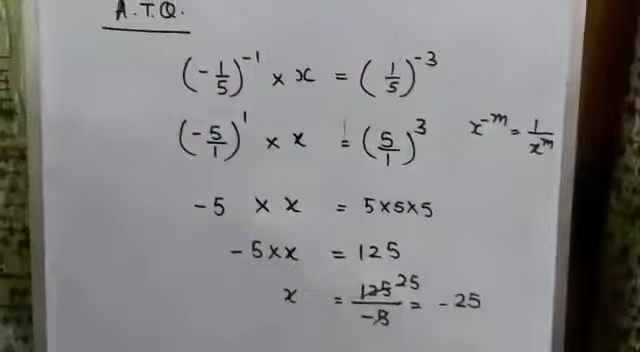 A.T.Q.
(-1/5)^-1 × x = (1/5)^-3
(-5/1)^1 × x = (5/1)^3 x^-m = 1/x^m
-5 × x = 5×5×5
-5×x = 125
x = 125 25/-5 = -25